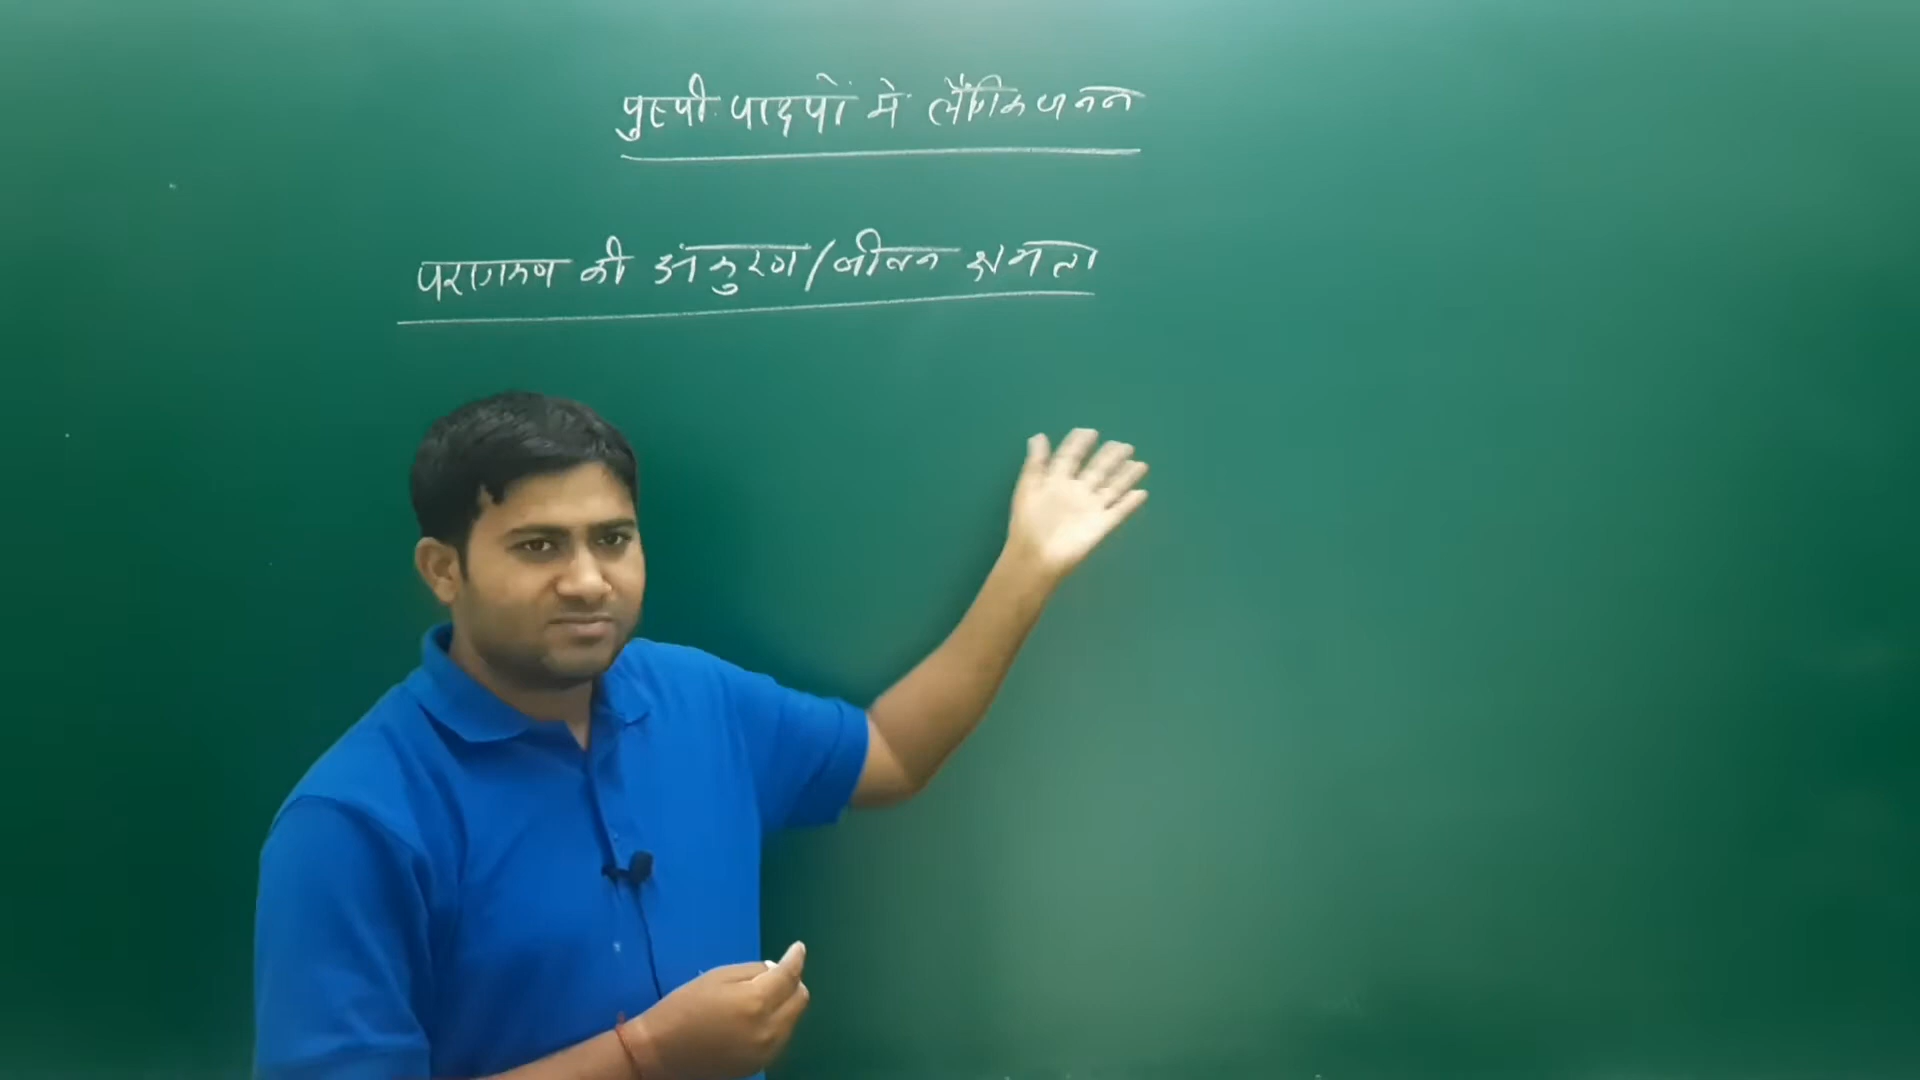 पुष्पी पादपों में लैंगिक जनन
परागकण की अंकुरण/जीवन क्षमता